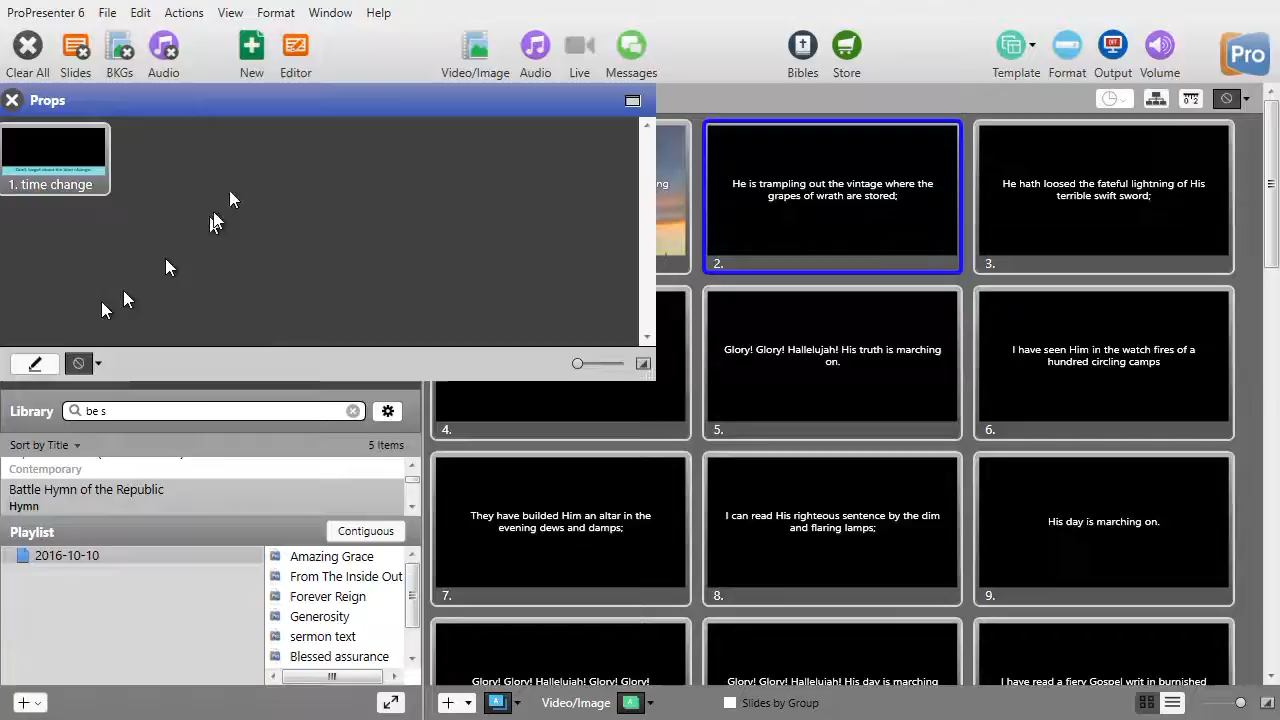 ProPresenter 6 File Edit Actions View Format Window Help
Clear All Slides BKGs Audio New Editor Video/Image Audio Live Messages Bibles Store Template Format Output Volume
Pro
Props
Don't forget about the time change
1. time change
ng
He is trampling out the vintage where the
grapes of wrath are stored;
2.
He hath loosed the fateful lightning of His
terrible swift sword;
3.
4.
Glory! Glory! Hallelujah! His truth is marching
on.
5.
I have seen Him in the watch fires of a
hundred circling camps
6.
They have builded Him an altar in the
evening dews and damps;
7.
I can read His righteous sentence by the dim
and flaring lamps;
8.
His day is marching on.
9.
Glory! Glory! Hallelujah! Glory! Glory!
Glory! Glory! Hallelujah! His day is marching
I have read a fiery Gospel writ in burnished
Library
be s
Sort by Title
5 Items
Contemporary
Battle Hymn of the Republic
Hymn
Playlist
Contiguous
2016-10-10
Amazing Grace
From The Inside Out
Forever Reign
Generosity
sermon text
Blessed assurance
Video/Image
Slides by Group